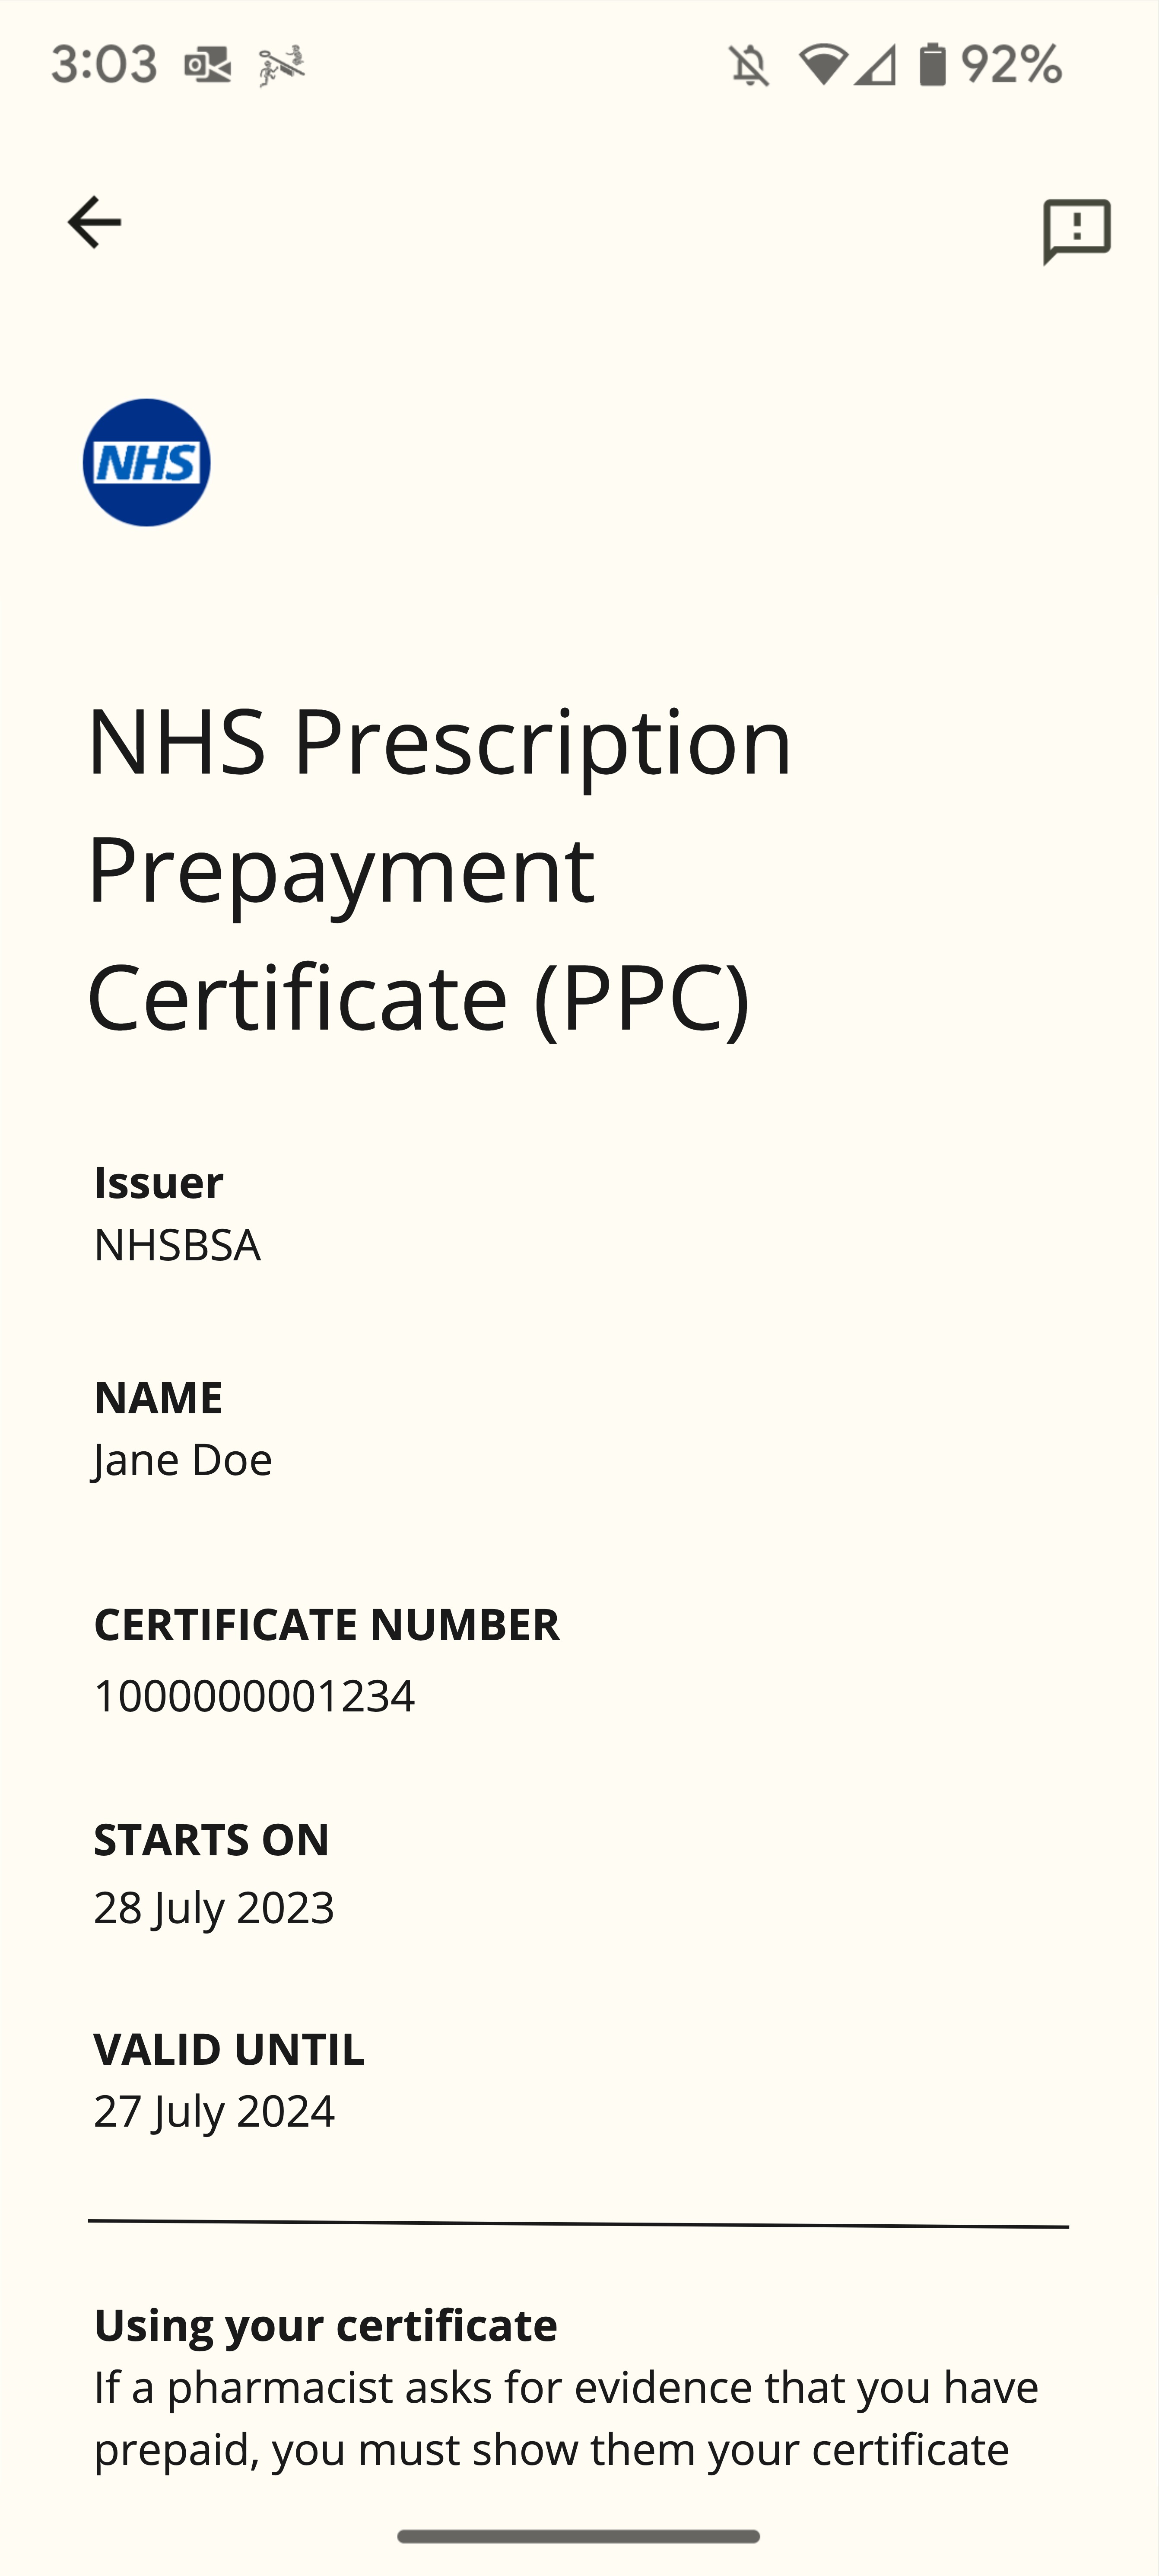 3:03
92%
NHS
NHS Prescription
Prepayment
Certificate (PPC)
Issuer
NHSBSA
NAME
Jane Doe
CERTIFICATE NUMBER
1000000001234
STARTS ON
28 July 2023
VALID UNTIL
27 July 2024
Using your certificate
If a pharmacist asks for evidence that you have
prepaid, you must show them your certificate